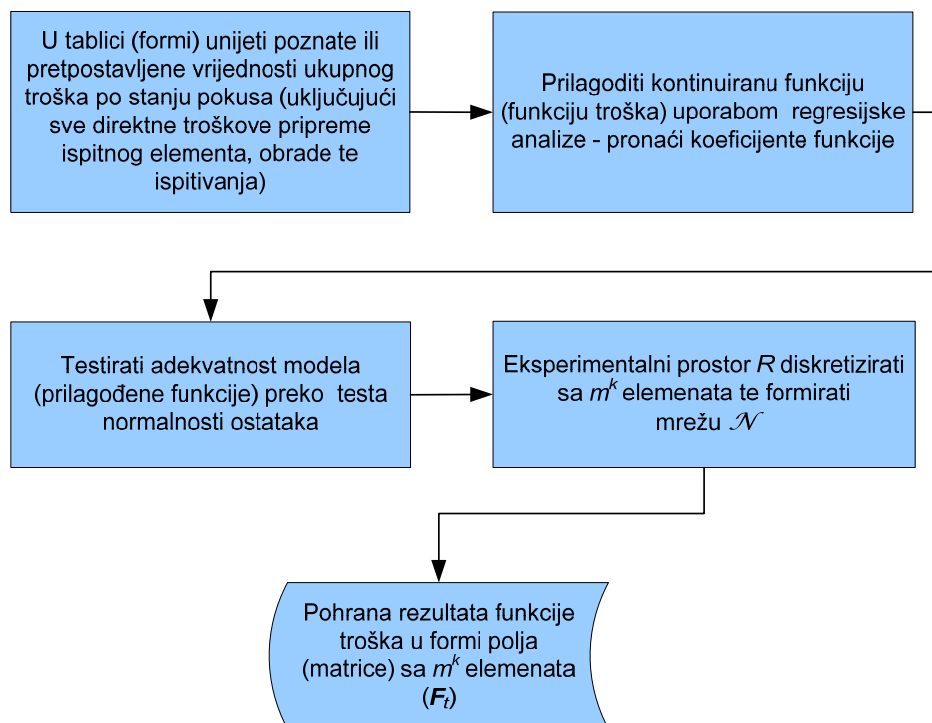 U tablici (formi) unijeti poznate ili
pretpostavljene vrijednosti ukupnog
troška po stanju pokusa (uključujući
sve direktne troškove pripreme
ispitnog elementa, obrade te
ispitivanja)
Prilagoditi kontinuiranu funkciju
(funkciju troška) uporabom regresijske
analize - pronaći koeficijente funkcije
Testirati adekvatnost modela
(prilagođene funkcije) preko testa
normalnosti ostataka
Eksperimentalni prostor R diskretizirati
sa m^k elemenata te formirati
mrežu 𝒩
Pohrana rezultata funkcije
troška u formi polja
(matrice) sa m^k elemenata
(F_t)